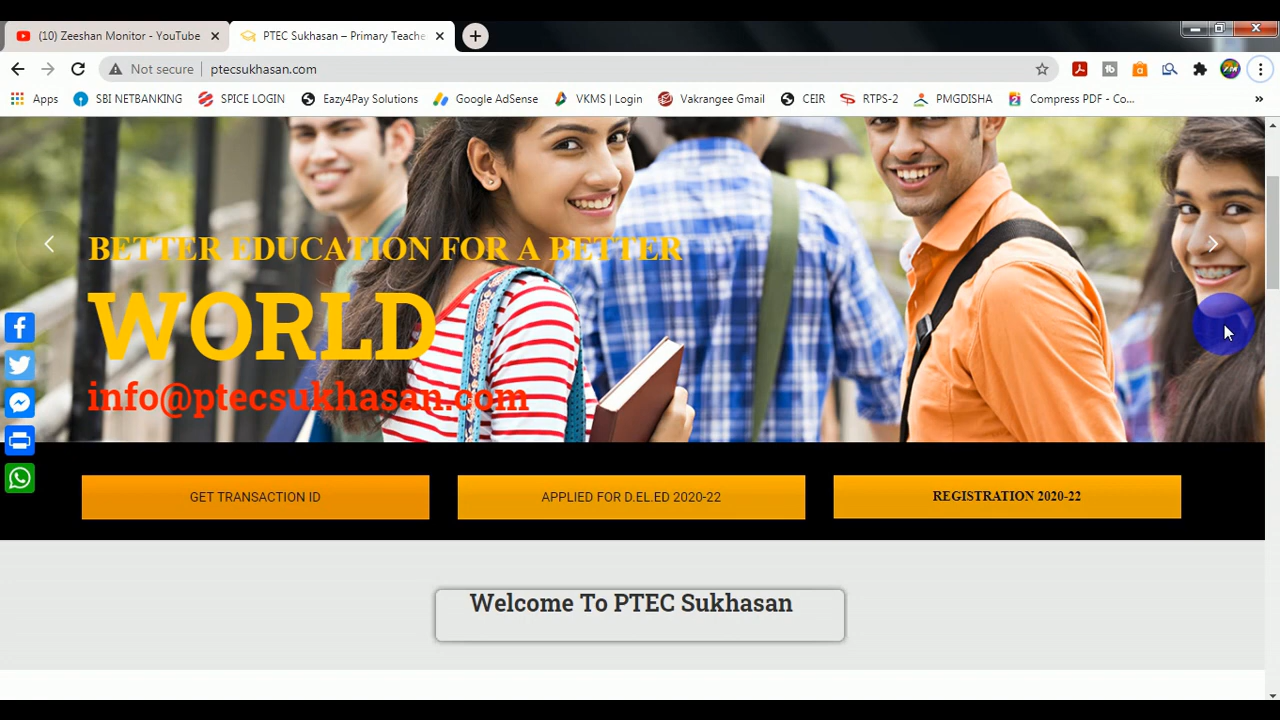 (10) Zeeshan Monitor - YouTube
PTEC Sukhasan – Primary Teache
Not secure
ptecsukhasan.com
Apps
SBI NETBANKING
SPICE LOGIN
Eazy4Pay Solutions
Google AdSense
VKMS | Login
Vakrangee Gmail
CEIR
RTPS-2
PMGDISHA
Compress PDF - Co...
»
BETTER EDUCATION FOR A BETTER
WORLD
info@ptecsukhasan.com
GET TRANSACTION ID
APPLIED FOR D.EL.ED 2020-22
REGISTRATION 2020-22
Welcome To PTEC Sukhasan